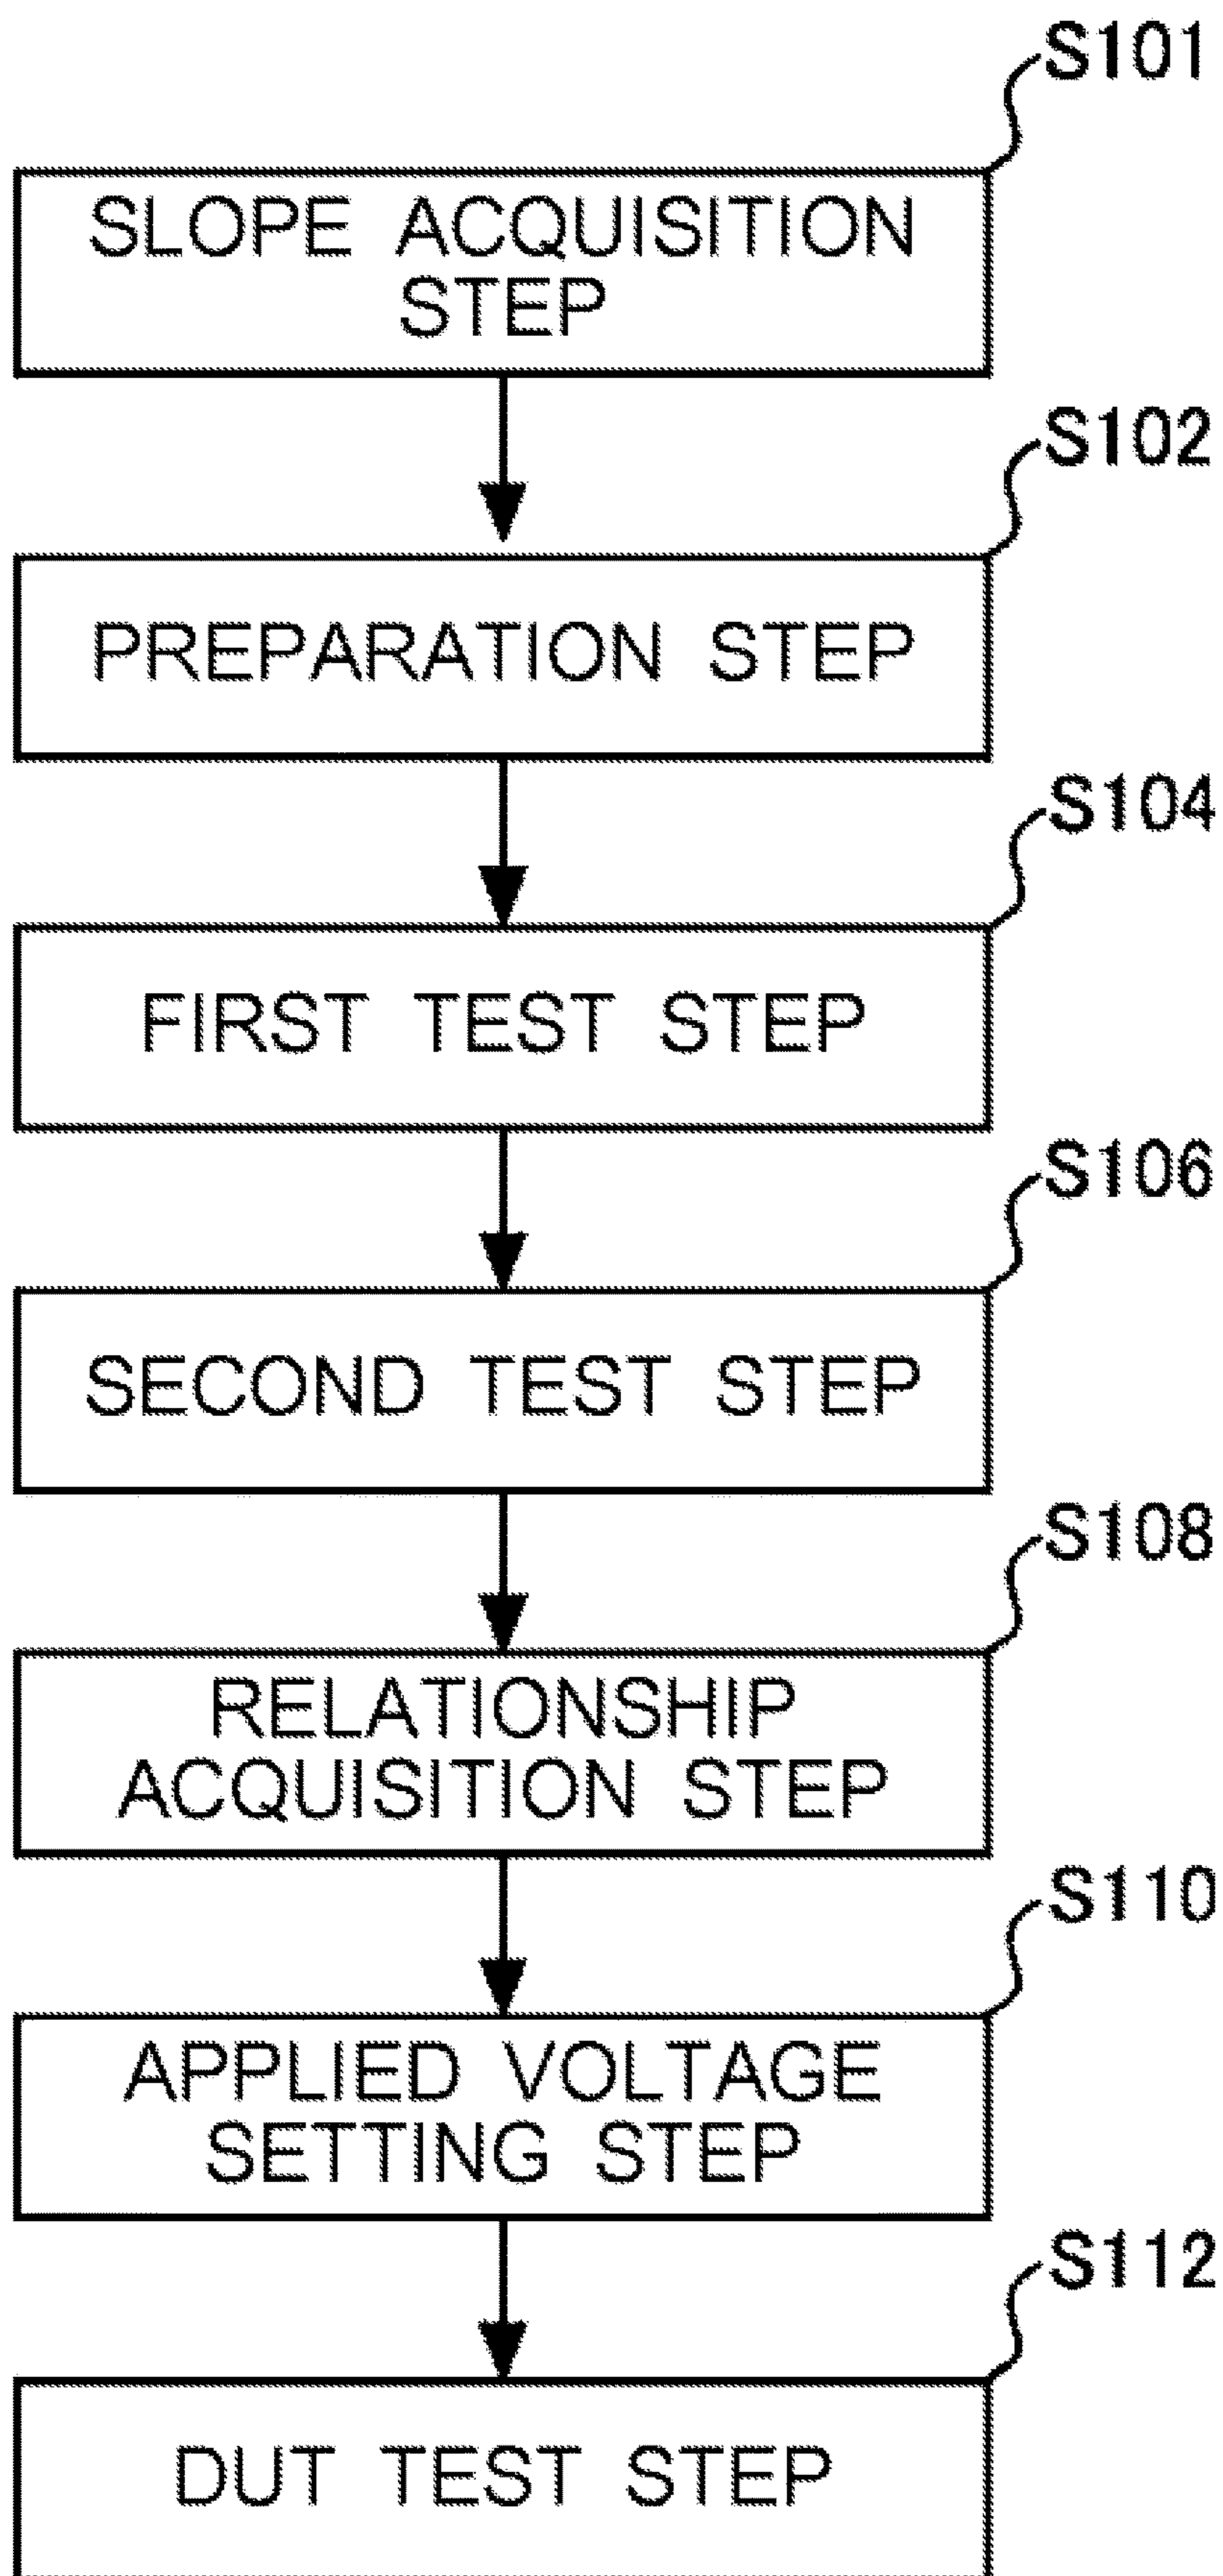 S101
SLOPE ACQUISITION
STEP
S102
PREPARATION STEP
S104
FIRST TEST STEP
S106
SECOND TEST STEP
S108
RELATIONSHIP
ACQUISITION STEP
S110
APPLIED VOLTAGE
SETTING STEP
S112
DUT TEST STEP